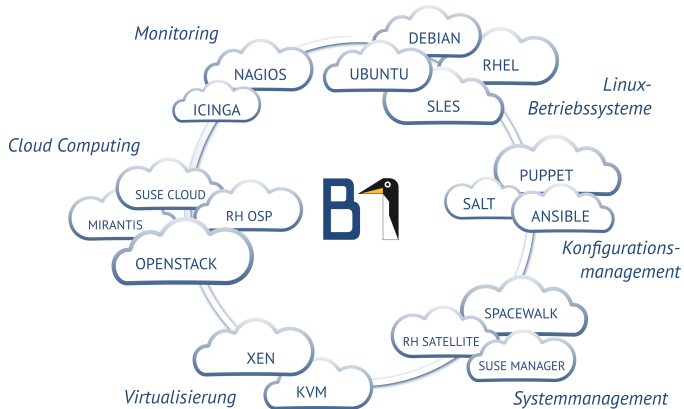 Monitoring
NAGIOS
ICINGA
DEBIAN
UBUNTU
RHEL
SLES
Linux-
Betriebssysteme
Cloud Computing
SUSE CLOUD
MIRANTIS
RH OSP
OPENSTACK
B1
PUPPET
SALT
ANSIBLE
Konfigurations-
management
SPACEWALK
RH SATELLITE
SUSE MANAGER
Systemmanagement
XEN
KVM
Virtualisierung